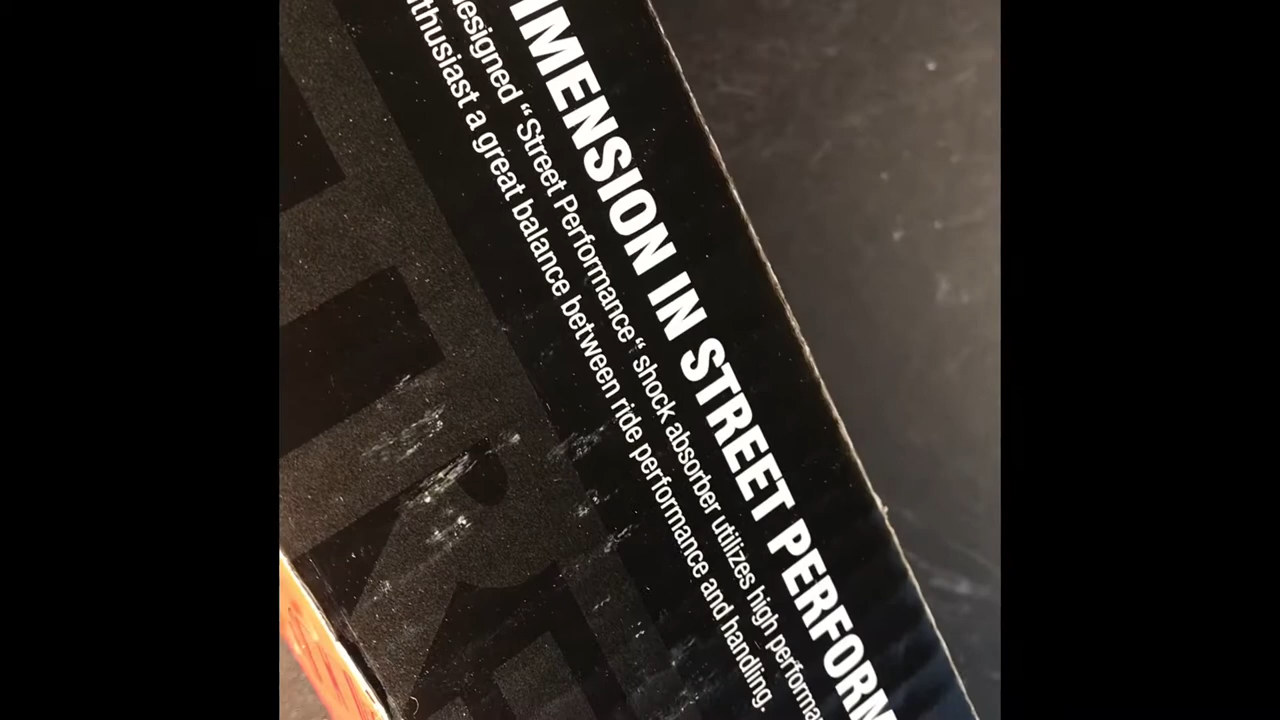 IMENSION IN STREET PERFORM
esigned “Street Performance“ shock absorber utilizes high performa
thusiast a great balance between ride performance and handling.